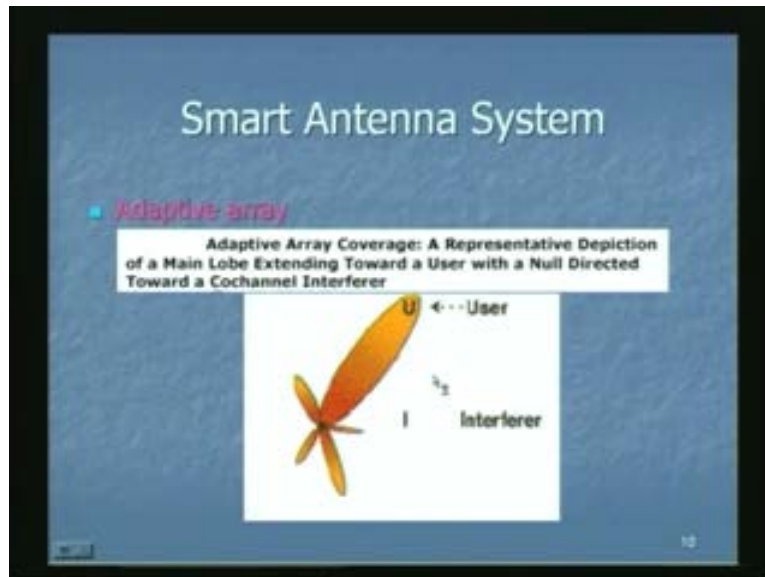 Smart Antenna System
Adaptive array
Adaptive Array Coverage: A Representative Depiction
of a Main Lobe Extending Toward a User with a Null Directed
Toward a Cochannel Interferer
U User
I Interferer
10